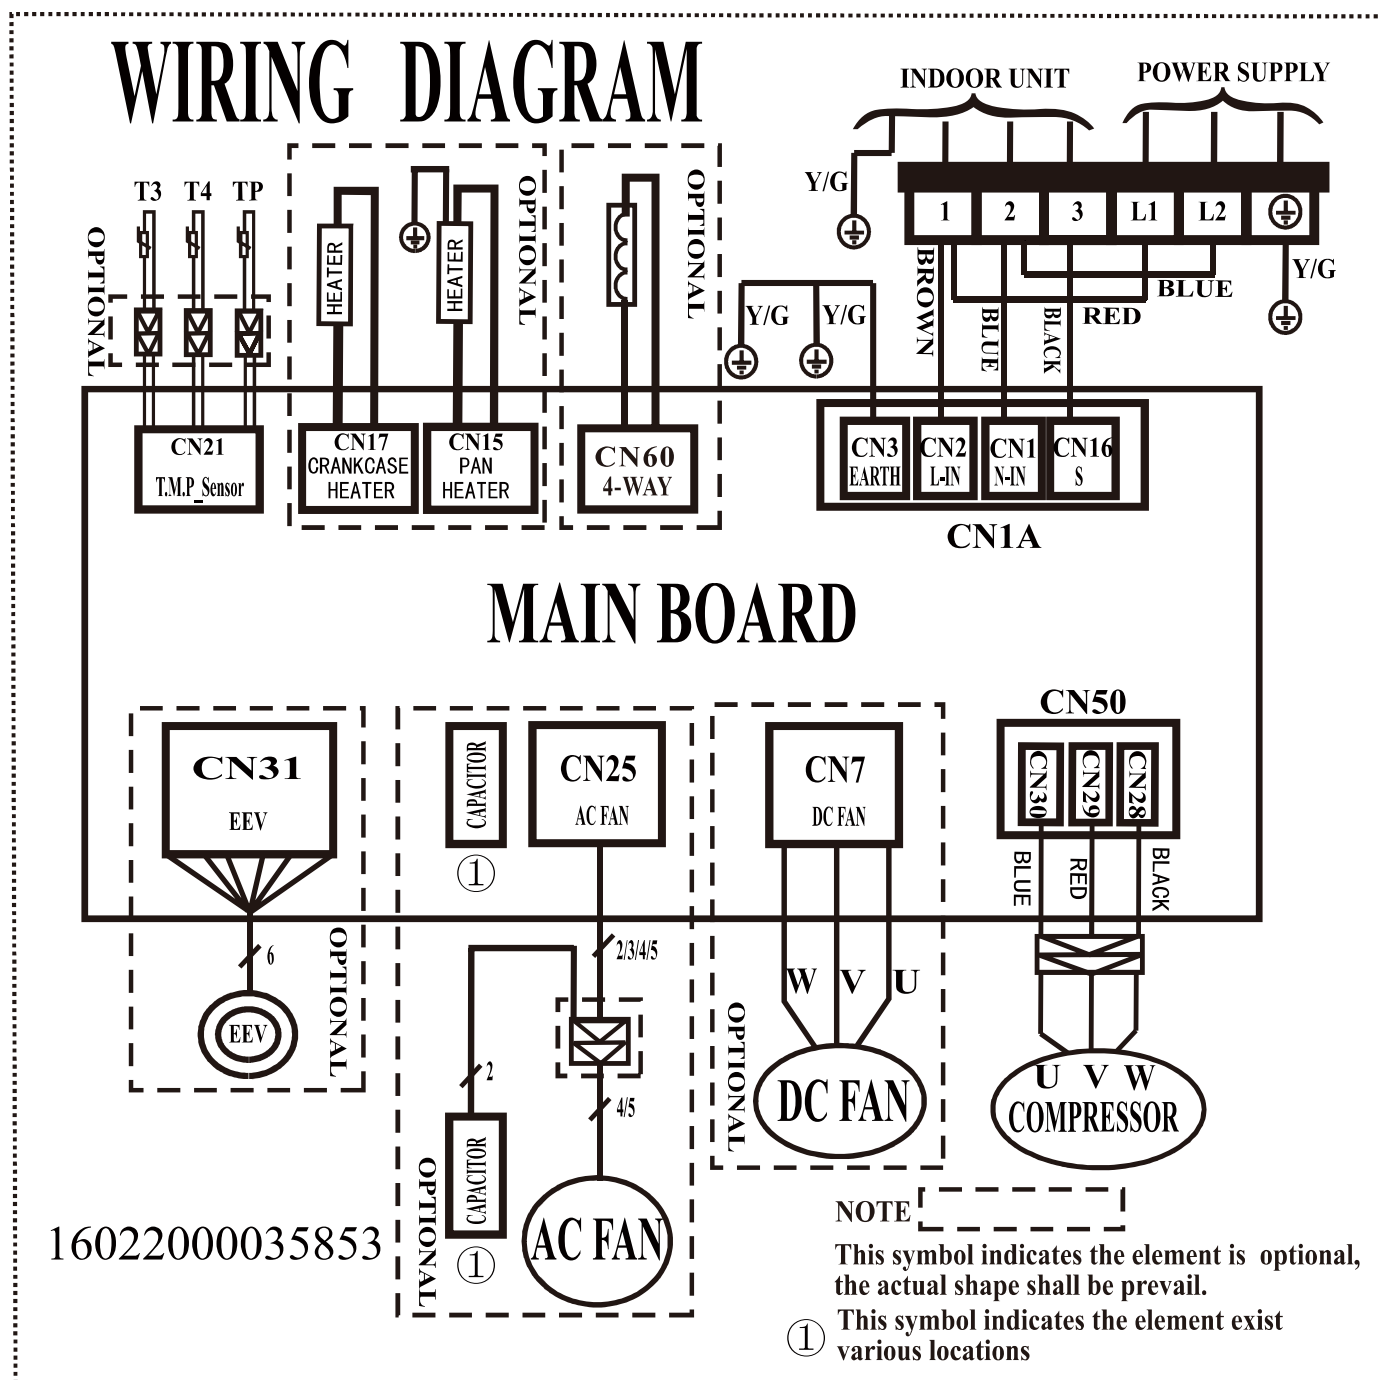 WIRING DIAGRAM
INDOOR UNIT
POWER SUPPLY
T3 T4 TP
OPTIONAL
HEATER
HEATER
OPTIONAL
OPTIONAL
Y/G
1 2 3 L1 L2
Y/G
Y/G
Y/G
BROWN
BLUE
BLACK
RED
BLUE
CN21
T.M.P_Sensor
CN17
CRANKCASE
HEATER
CN15
PAN
HEATER
CN60
4-WAY
CN3
EARTH
CN2
L-IN
CN1
N-IN
CN16
S
CN1A
MAIN BOARD
CN31
EEV
CAPACITOR
①
CN25
AC FAN
CN7
DC FAN
CN50
CN30
CN29
CN28
BLUE
RED
BLACK
6
EEV
OPTIONAL
2/3/4/5
2
4/5
CAPACITOR
①
AC FAN
OPTIONAL
W V U
DC FAN
OPTIONAL
U V W
COMPRESSOR
16022000035853
NOTE
This symbol indicates the element is optional,
the actual shape shall be prevail.
① This symbol indicates the element exist
various locations